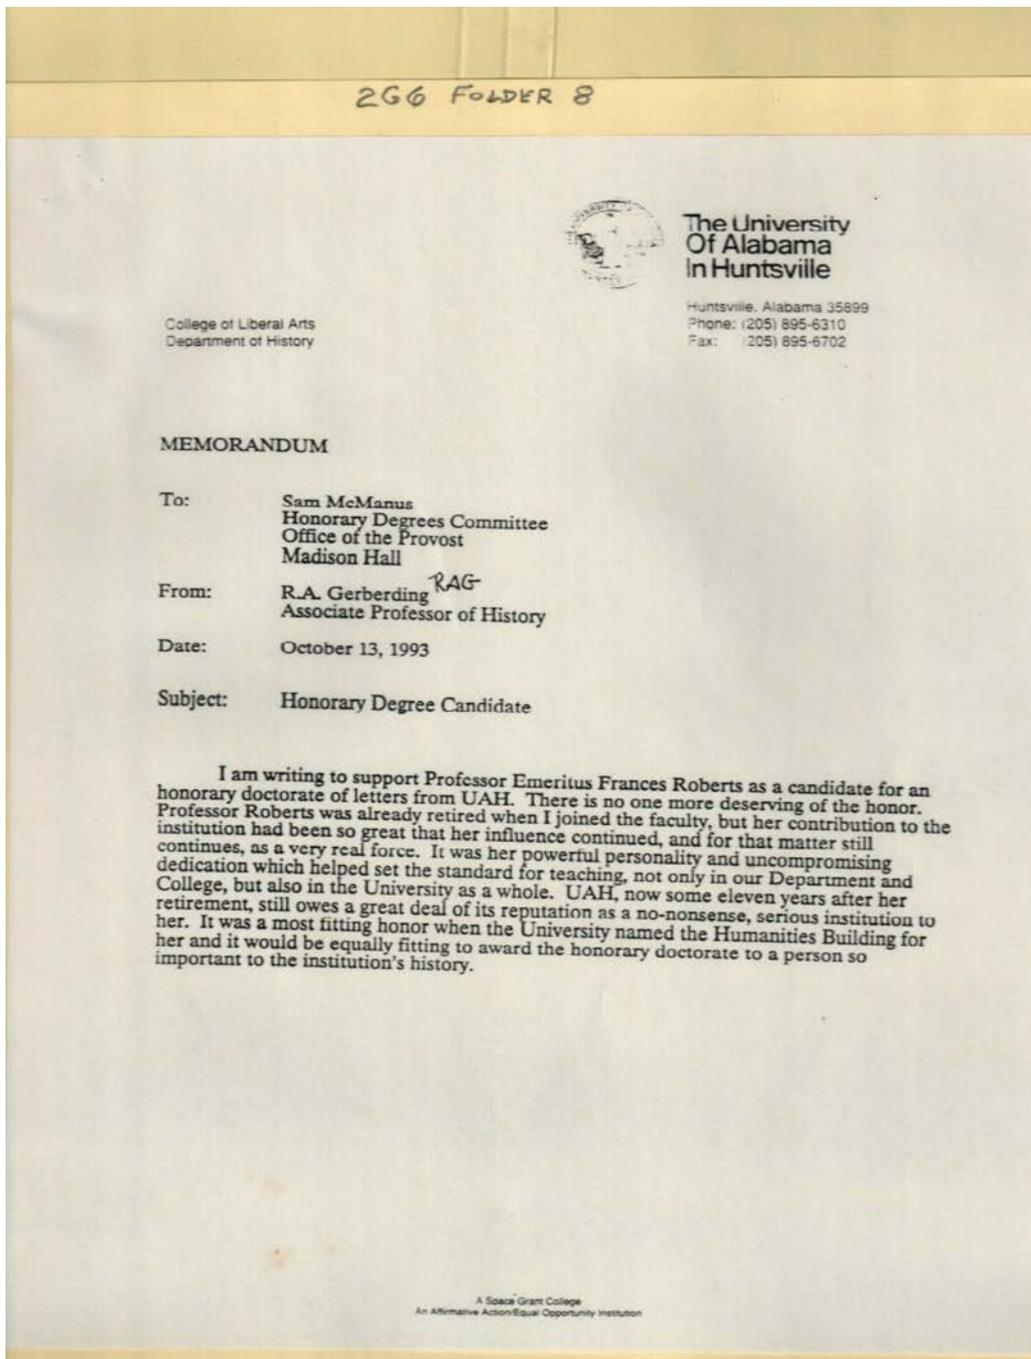 2G6 FOLDER 8
The University
Of Alabama
In Huntsville
Huntsville, Alabama 35899
Phone: (205) 895-6310
Fax: (205) 895-6702
College of Liberal Arts
Department of History
MEMORANDUM
To: Sam McManus
Honorary Degrees Committee
Office of the Provost
Madison Hall
From: R.A. Gerberding RAG
Associate Professor of History
Date: October 13, 1993
Subject: Honorary Degree Candidate
I am writing to support Professor Emeritus Frances Roberts as a candidate for an
honorary doctorate of letters from UAH. There is no one more deserving of the honor.
Professor Roberts was already retired when I joined the faculty, but her contribution to the
institution had been so great that her influence continued, and for that matter still
continues, as a very real force. It was her powerful personality and uncompromising
dedication which helped set the standard for teaching, not only in our Department and
College, but also in the University as a whole. UAH, now some eleven years after her
retirement, still owes a great deal of its reputation as a no-nonsense, serious institution to
her. It was a most fitting honor when the University named the Humanities Building for
her and it would be equally fitting to award the honorary doctorate to a person so
important to the institution's history.
A Space Grant College
An Affirmative Action/Equal Opportunity Institution